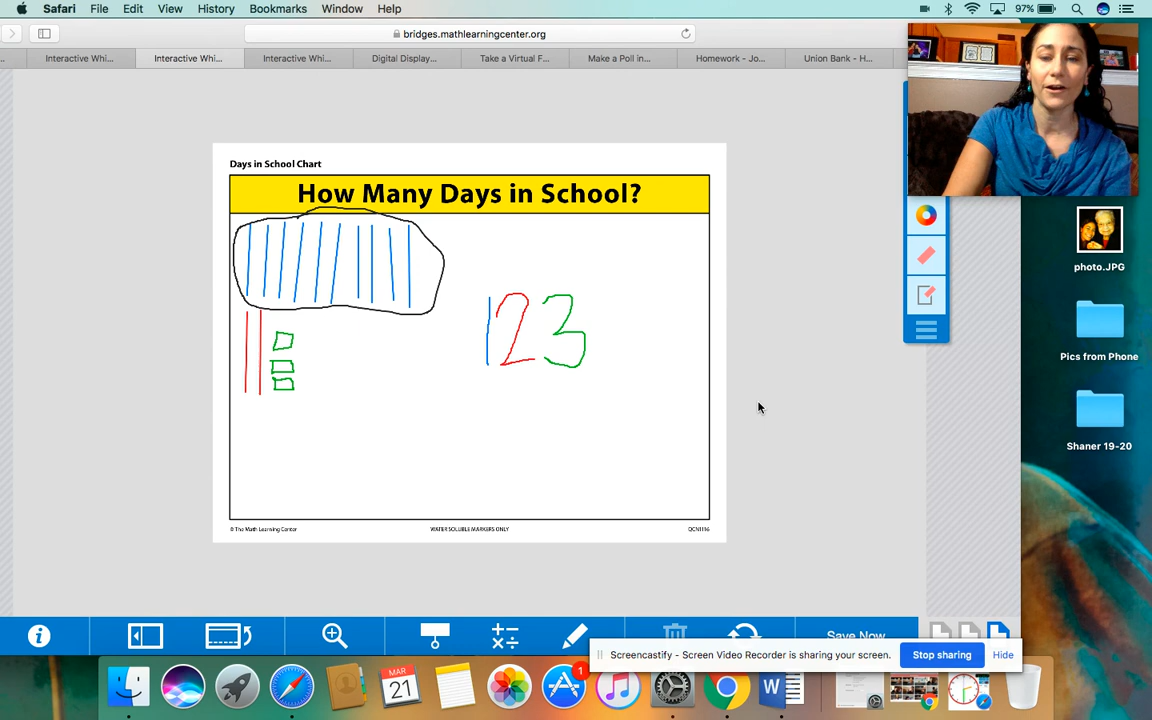 Safari File Edit View History Bookmarks Window Help 97%
bridges.mathlearningcenter.org
... Interactive Whi... Interactive Whi... Interactive Whi... Digital Display... Take a Virtual F... Make a Poll in... Homework - Jo... Union Bank - H...
Days in School Chart
How Many Days in School?
123
© The Math Learning Center WATER SOLUBLE MARKERS ONLY QCN1116
photo.JPG
Pics from Phone
Shaner 19-20
Save Now
Screencastify - Screen Video Recorder is sharing your screen. Stop sharing Hide
MAR
21
1
W